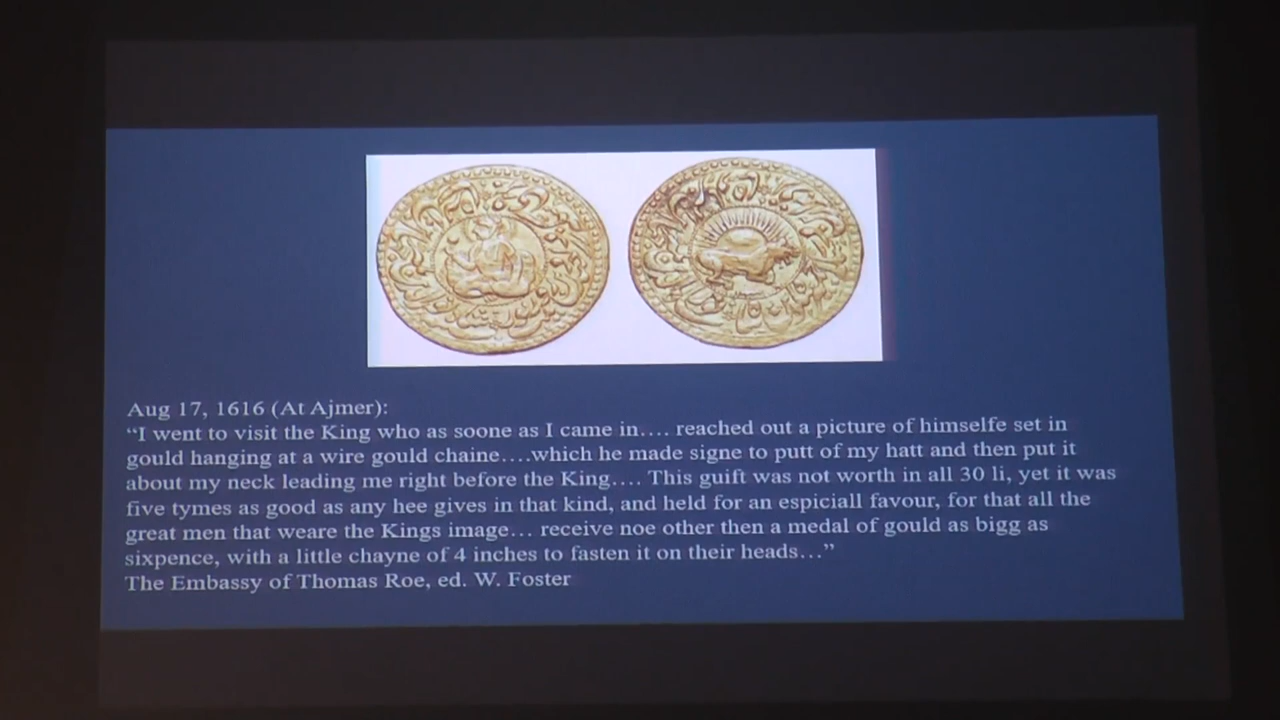 Aug 17, 1616 (At Ajmer):
“I went to visit the King who as soone as I came in.... reached out a picture of himselfe set in
gould hanging at a wire gould chaine....which he made signe to putt of my hatt and then put it
about my neck leading me right before the King.... This guift was not worth in all 30 li, yet it was
five tymes as good as any hee gives in that kind, and held for an espiciall favour, for that all the
great men that weare the Kings image... receive noe other then a medal of gould as bigg as
sixpence, with a little chayne of 4 inches to fasten it on their heads...”
The Embassy of Thomas Roe, ed. W. Foster